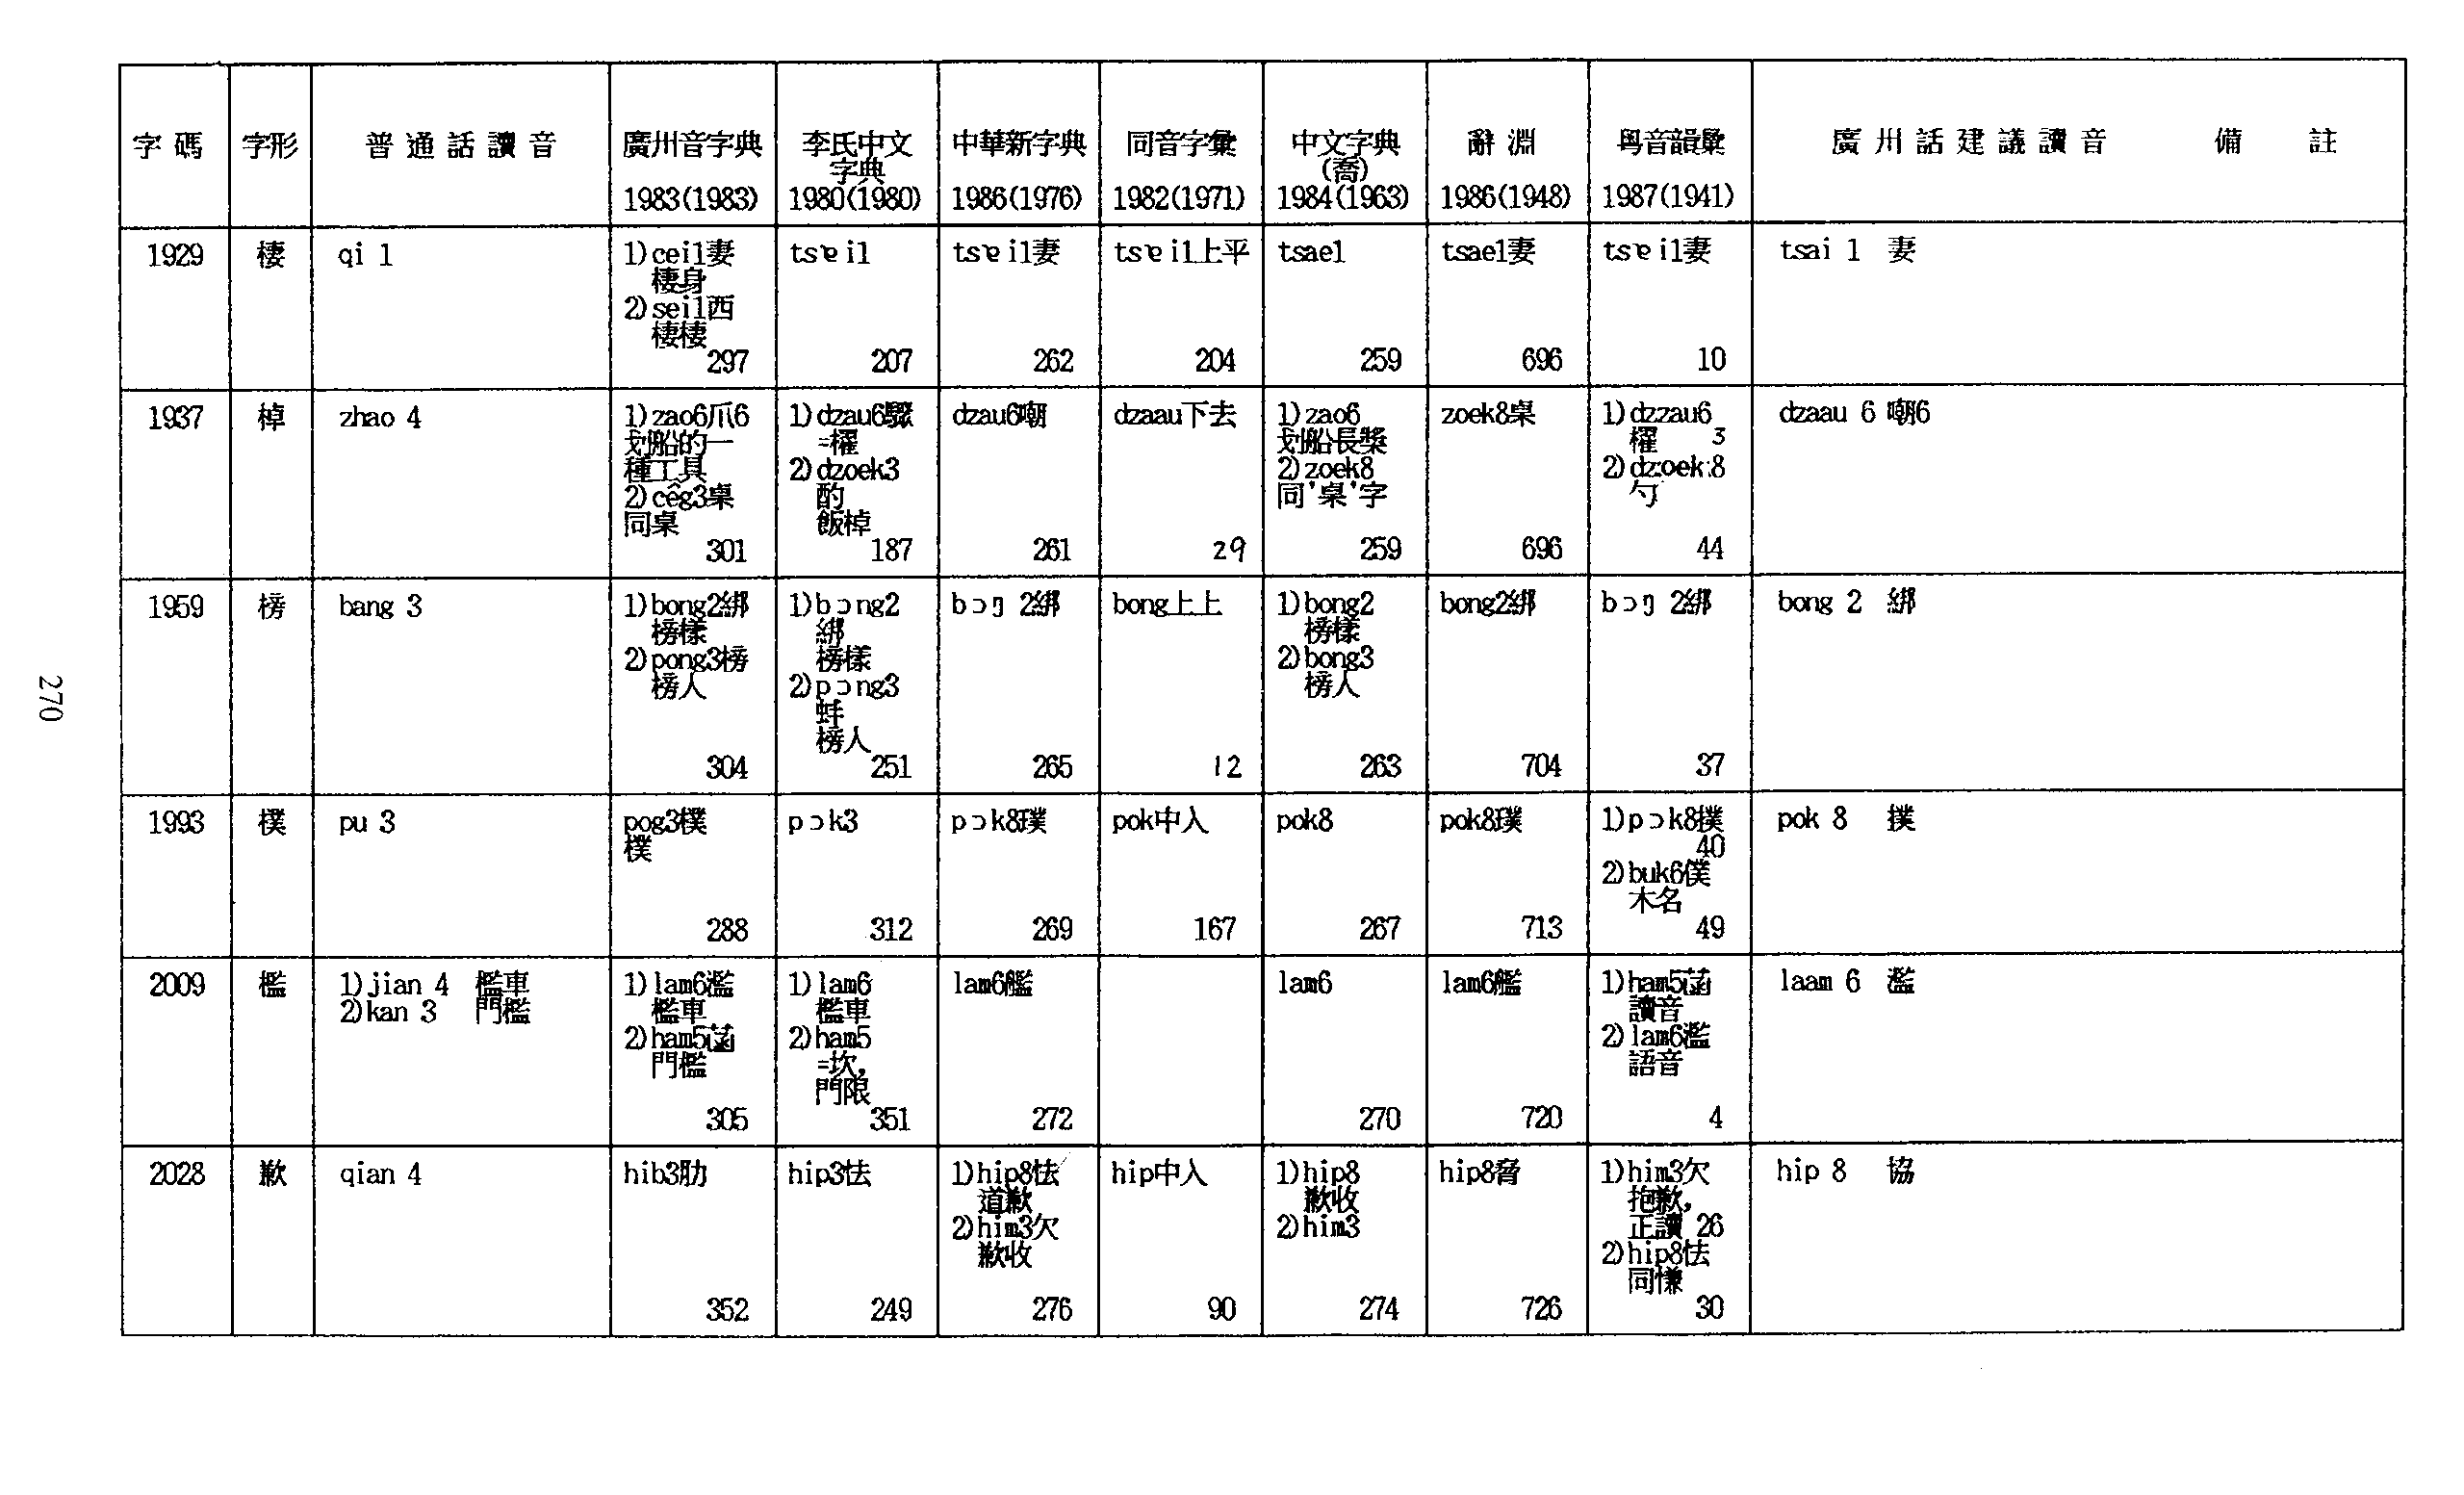 字碼 字形 普通話讀音 廣州音字典 李氏中文 中華新字典 同音字彙 中文字典 辭淵 粵音韻彙 廣州話建議讀音 備註
字典 (喬)
1983(1983) 1980(1980) 1986(1976) 1982(1971) 1984(1963) 1986(1948) 1987(1941)
1929 棲 qi 1 1)cei1妻 tsɐi1 tsɐi1妻 tsɐi1上平 tsae1 tsae1妻 tsɐi1妻 tsai 1 妻
棲身
2)sei1西
棲棲
297 207 262 204 259 696 10
1937 棹 zhao 4 1)zao6爪6 1)dzau6驟 dzau6嘲 dzaau下去 1)zao6 zoek8桌 1)dzzau6 dzaau 6 嘲6
划船的一 =櫂 划船長槳 櫂 3
種工具 2)dzoek3 2)zoek8 2)dzoek8
2)cêg3桌 酌 同'桌'字 勺
同桌 飯棹
301 187 261 29 259 696 44
1959 榜 bang 3 1)bong2綁 1)bɔng2 bɔŋ 2綁 bong上上 1)bong2 bong2綁 bɔŋ 2綁 bong 2 綁
榜樣 綁 榜樣
2)pong3榜 榜樣 2)bong3
榜人 2)pɔng3 榜人
蚌
榜人
304 251 265 12 263 704 37
1993 樸 pu 3 pog3樸 pɔk3 pɔk8璞 pok中入 pok8 pok8璞 1)pɔk8撲 pok 8 撲
樸 40
2)buk6僕
木名
288 312 269 167 267 713 49
2009 檻 1)jian 4 檻車 1)lam6濫 1)lam6 lam6艦 lam6 lam6艦 1)ham5菡 laam 6 濫
2)kan 3 門檻 檻車 檻車 讀音
2)ham5菡 2)ham5 2)lam6濫
門檻 =坎, 語音
門限
305 351 272 270 720 4
2028 歉 qian 4 hib3肋 hip3怯 1)hip8怯 hip中入 1)hip8 hip8脅 1)him3欠 hip 8 協
道歉 歉收 抱歉,
2)him3欠 2)him3 正讀 26
歉收 2)hip8怯
同慊
352 249 276 90 274 726 30
270